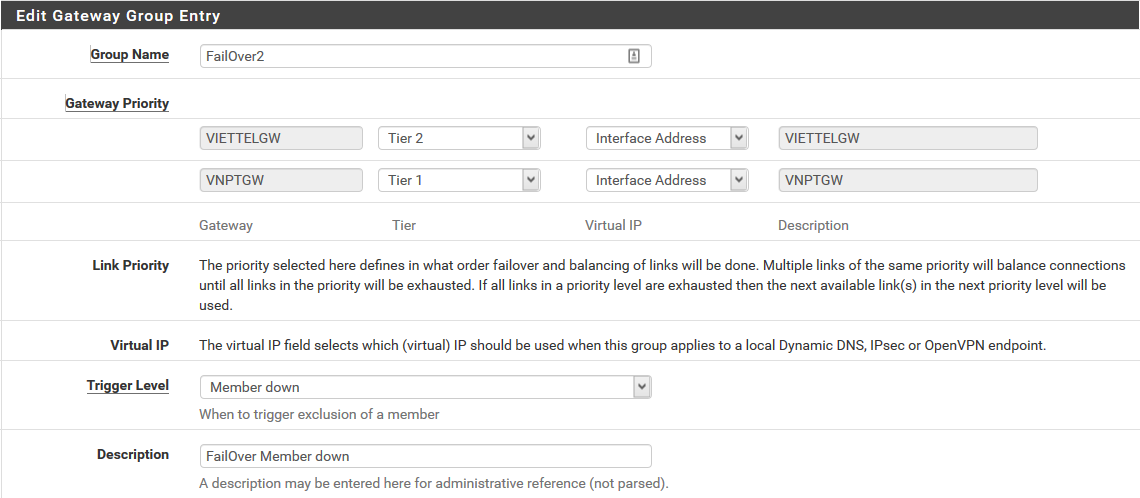 Edit Gateway Group Entry
Group Name FailOver2
Gateway Priority
VIETTELGW Tier 2 Interface Address VIETTELGW
VNPTGW Tier 1 Interface Address VNPTGW
Gateway Tier Virtual IP Description
Link Priority The priority selected here defines in what order failover and balancing of links will be done. Multiple links of the same priority will balance connections
until all links in the priority will be exhausted. If all links in a priority level are exhausted then the next available link(s) in the next priority level will be
used.
Virtual IP The virtual IP field selects which (virtual) IP should be used when this group applies to a local Dynamic DNS, IPsec or OpenVPN endpoint.
Trigger Level Member down
When to trigger exclusion of a member
Description FailOver Member down
A description may be entered here for administrative reference (not parsed).